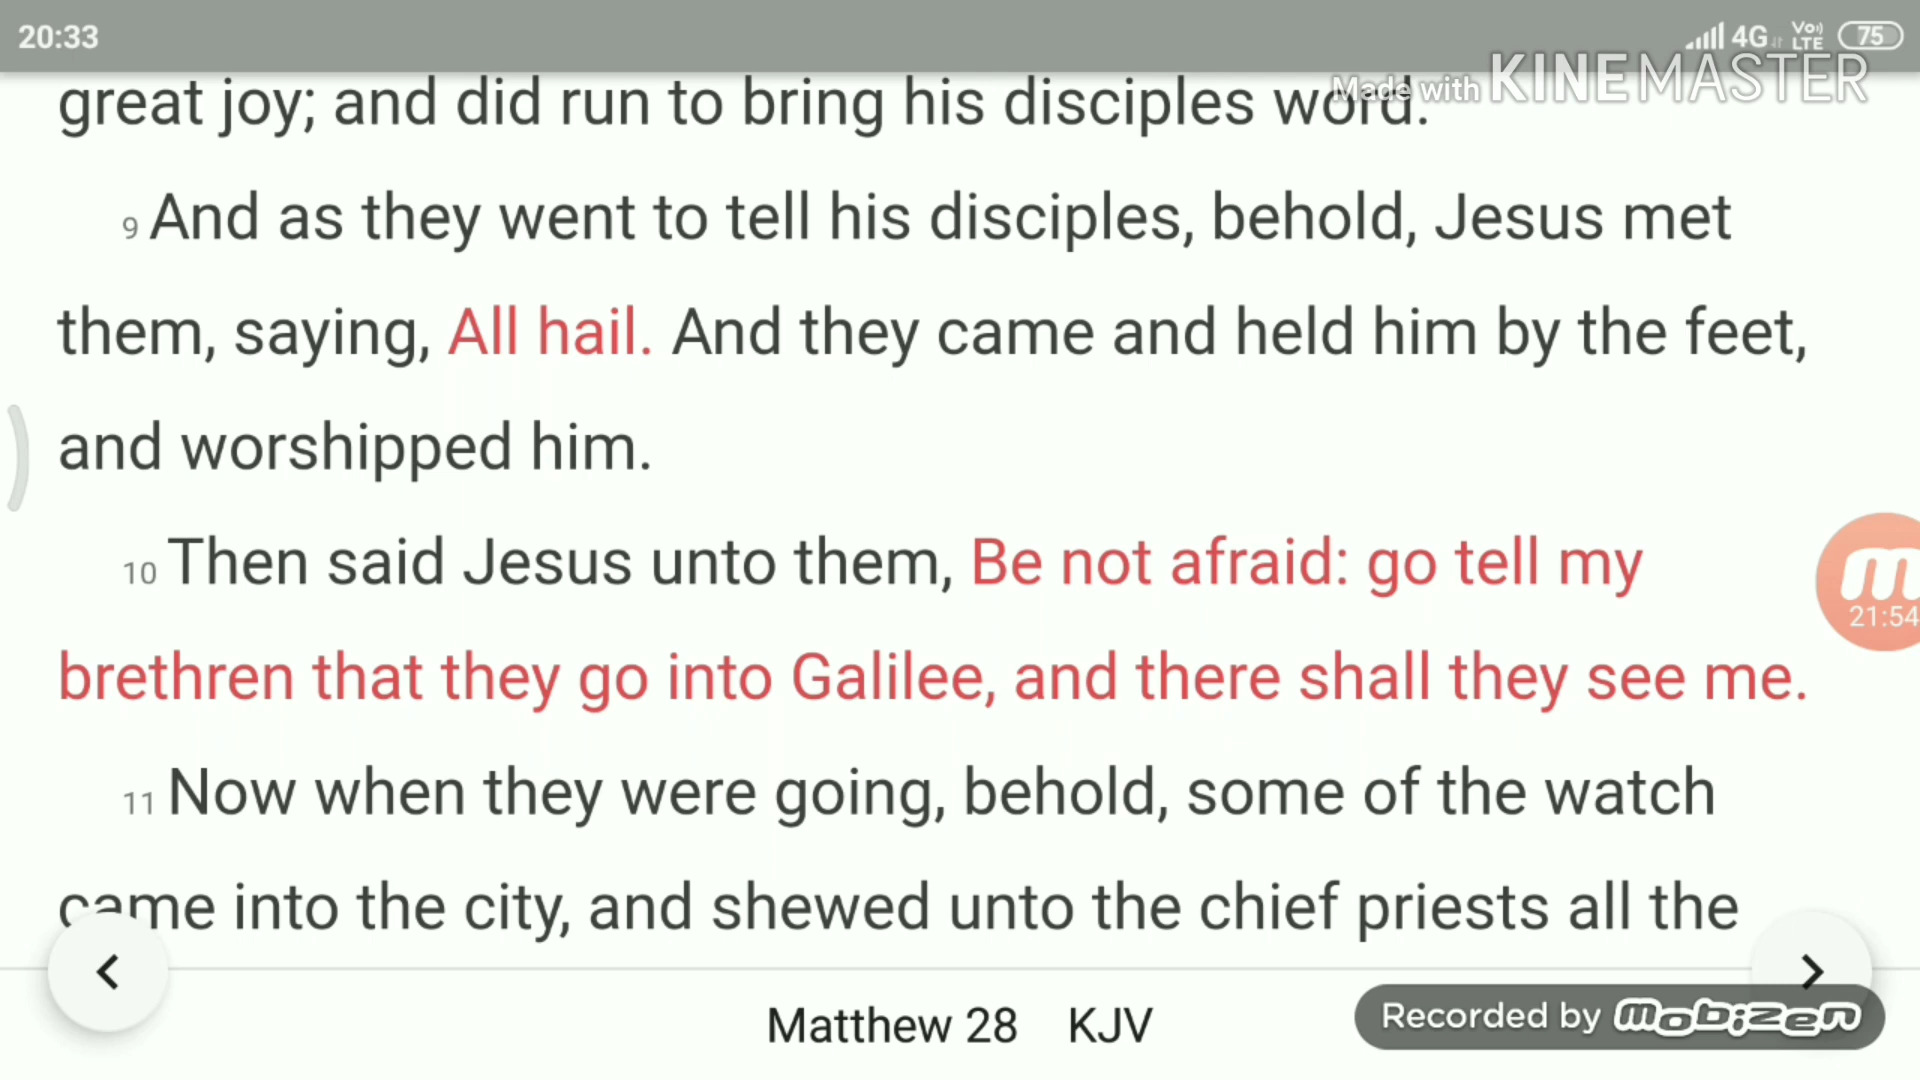 20:33
4G VoLTE 75
Made with KINEMASTER
great joy; and did run to bring his disciples word.
9 And as they went to tell his disciples, behold, Jesus met
them, saying, All hail. And they came and held him by the feet,
and worshipped him.
10 Then said Jesus unto them, Be not afraid: go tell my
brethren that they go into Galilee, and there shall they see me.
m
21:54
11 Now when they were going, behold, some of the watch
came into the city, and shewed unto the chief priests all the
Matthew 28 KJV
Recorded by mobizen